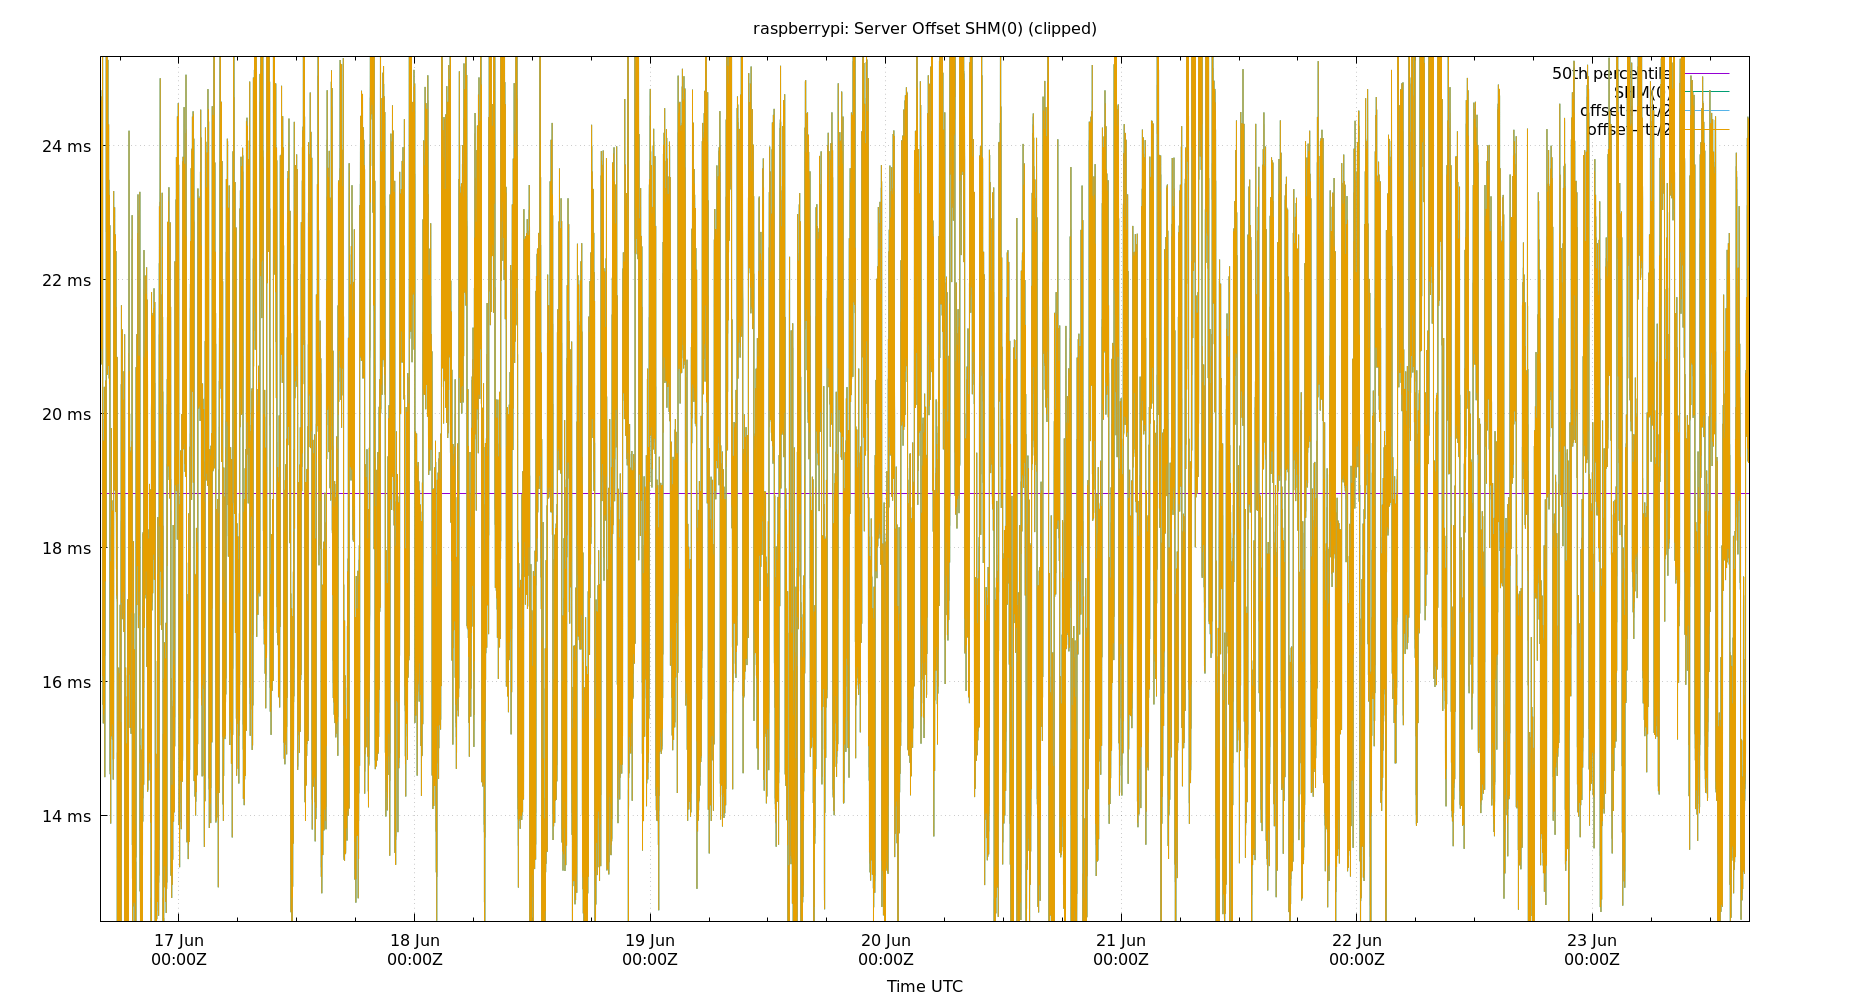 raspberrypi: Server Offset SHM(0) (clipped)
50th percentile
SHM(0)
offset+rtt/2
offset-rtt/2
24 ms
22 ms
20 ms
18 ms
16 ms
14 ms
17 Jun
00:00Z
18 Jun
00:00Z
19 Jun
00:00Z
20 Jun
00:00Z
21 Jun
00:00Z
22 Jun
00:00Z
23 Jun
00:00Z
Time UTC